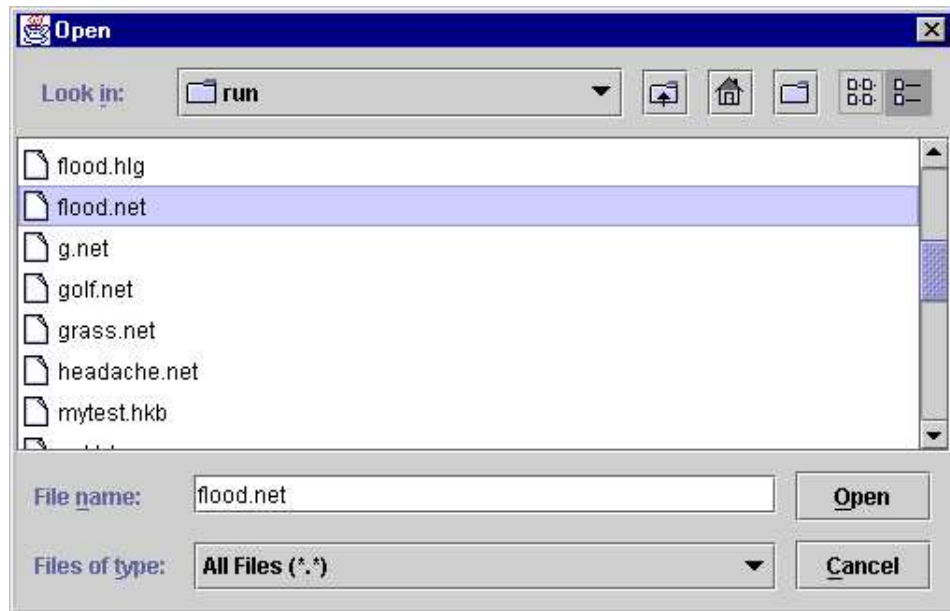 Open
Look in: run
flood.hlg
flood.net
g.net
golf.net
grass.net
headache.net
mytest.hkb
File name: flood.net Open
Files of type: All Files (*.*) Cancel